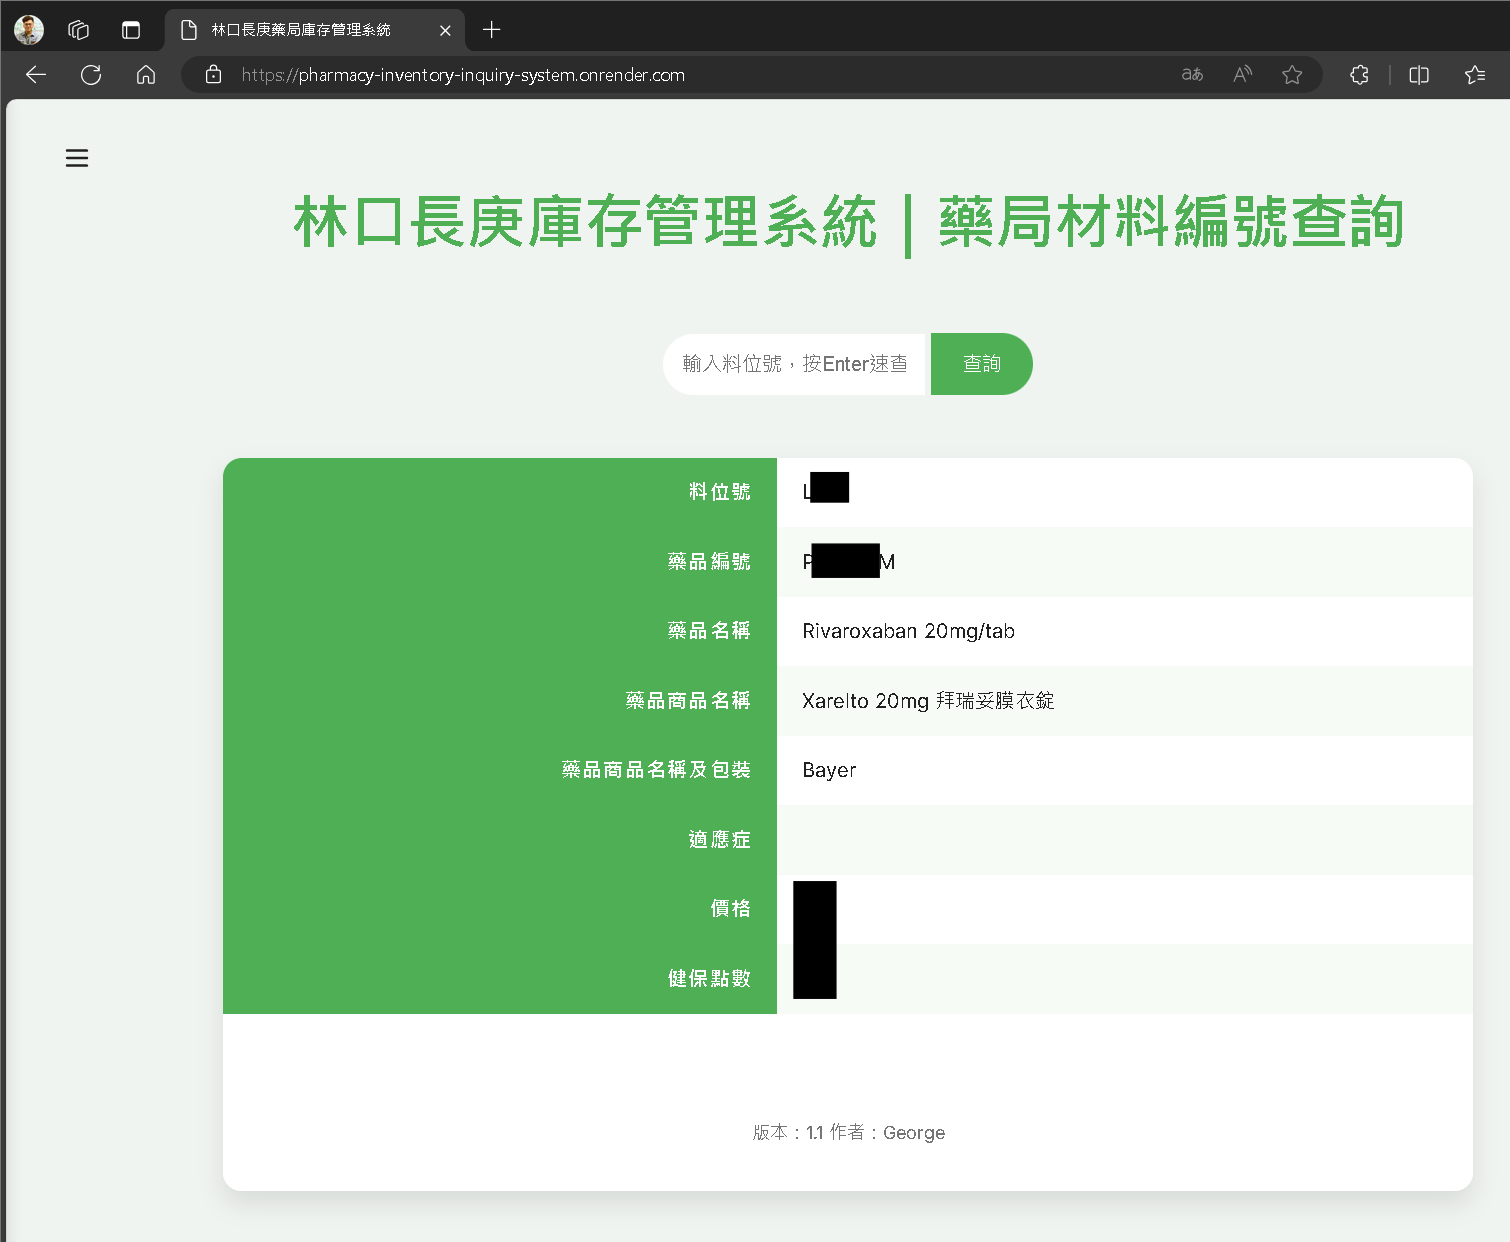 林口長庚藥局庫存管理系統
https://pharmacy-inventory-inquiry-system.onrender.com
林口長庚庫存管理系統 | 藥局材料編號查詢
輸入料位號，按Enter速查
查詢
料位號 L
藥品編號 P M
藥品名稱 Rivaroxaban 20mg/tab
藥品商品名稱 Xarelto 20mg 拜瑞妥膜衣錠
藥品商品名稱及包裝 Bayer
適應症
價格
健保點數
版本：1.1 作者：George